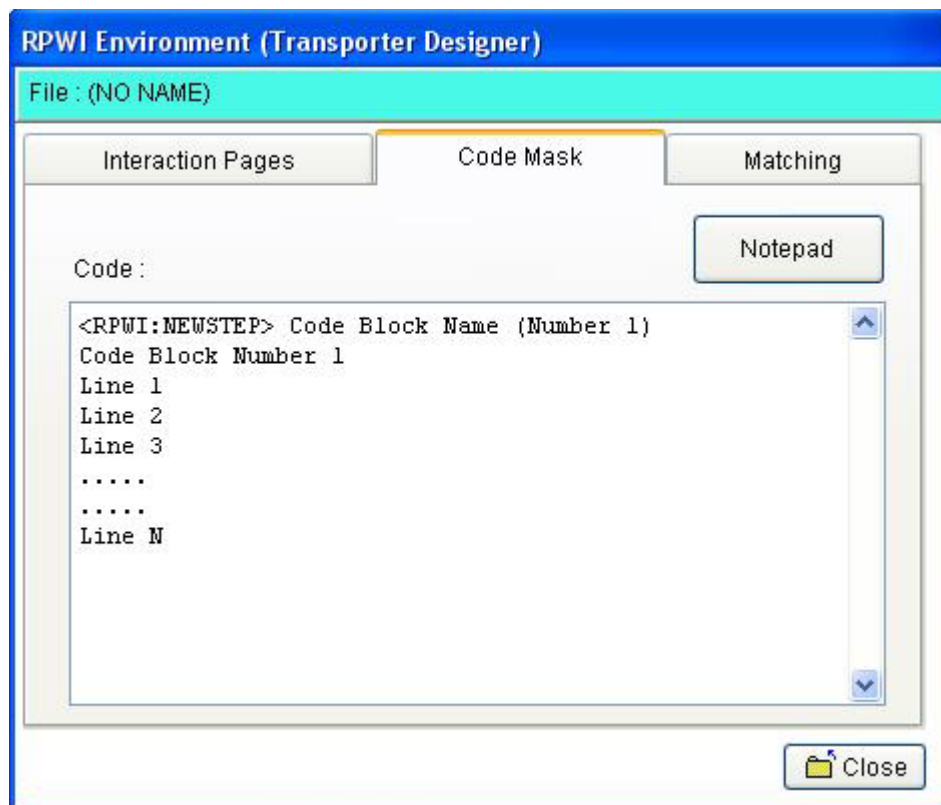 RPWI Environment (Transporter Designer)
File : (NO NAME)
Interaction Pages
Code Mask
Matching
Notepad
Code :
<RPWI:NEWSTEP> Code Block Name (Number 1)
Code Block Number 1
Line 1
Line 2
Line 3
.....
.....
Line N
Close